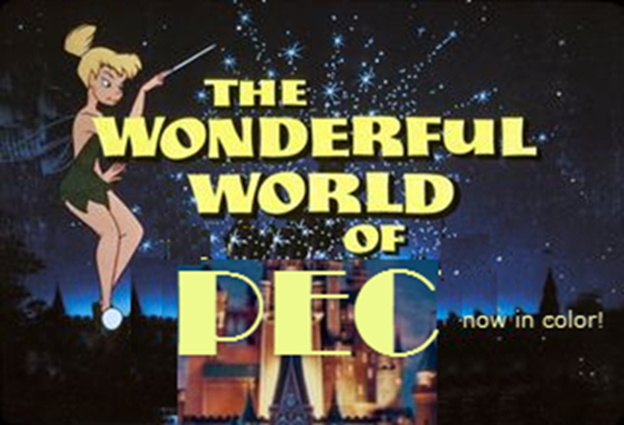 THE
WONDERFUL
WORLD
OF
PEC
now in color!